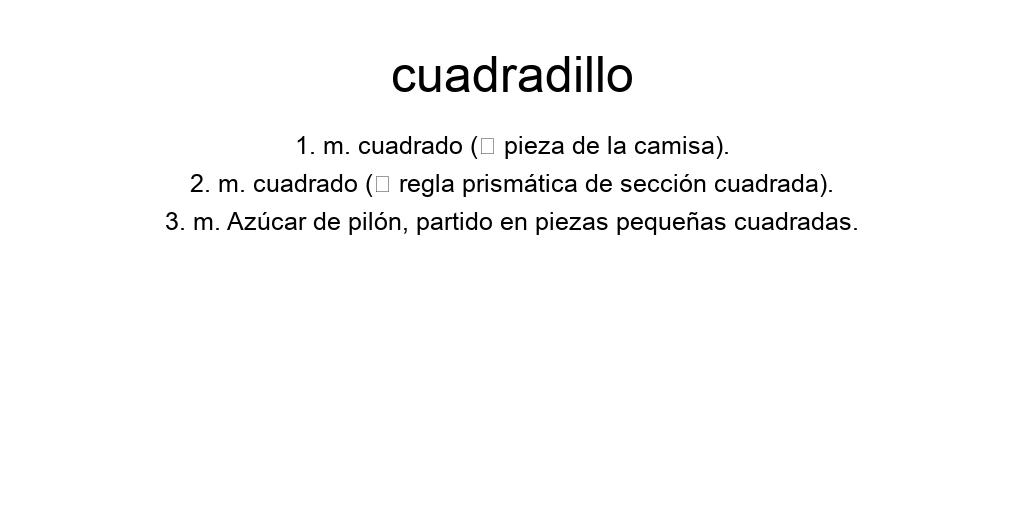 cuadradillo
1. m. cuadrado (□ pieza de la camisa).
2. m. cuadrado (□ regla prismática de sección cuadrada).
3. m. Azúcar de pilón, partido en piezas pequeñas cuadradas.